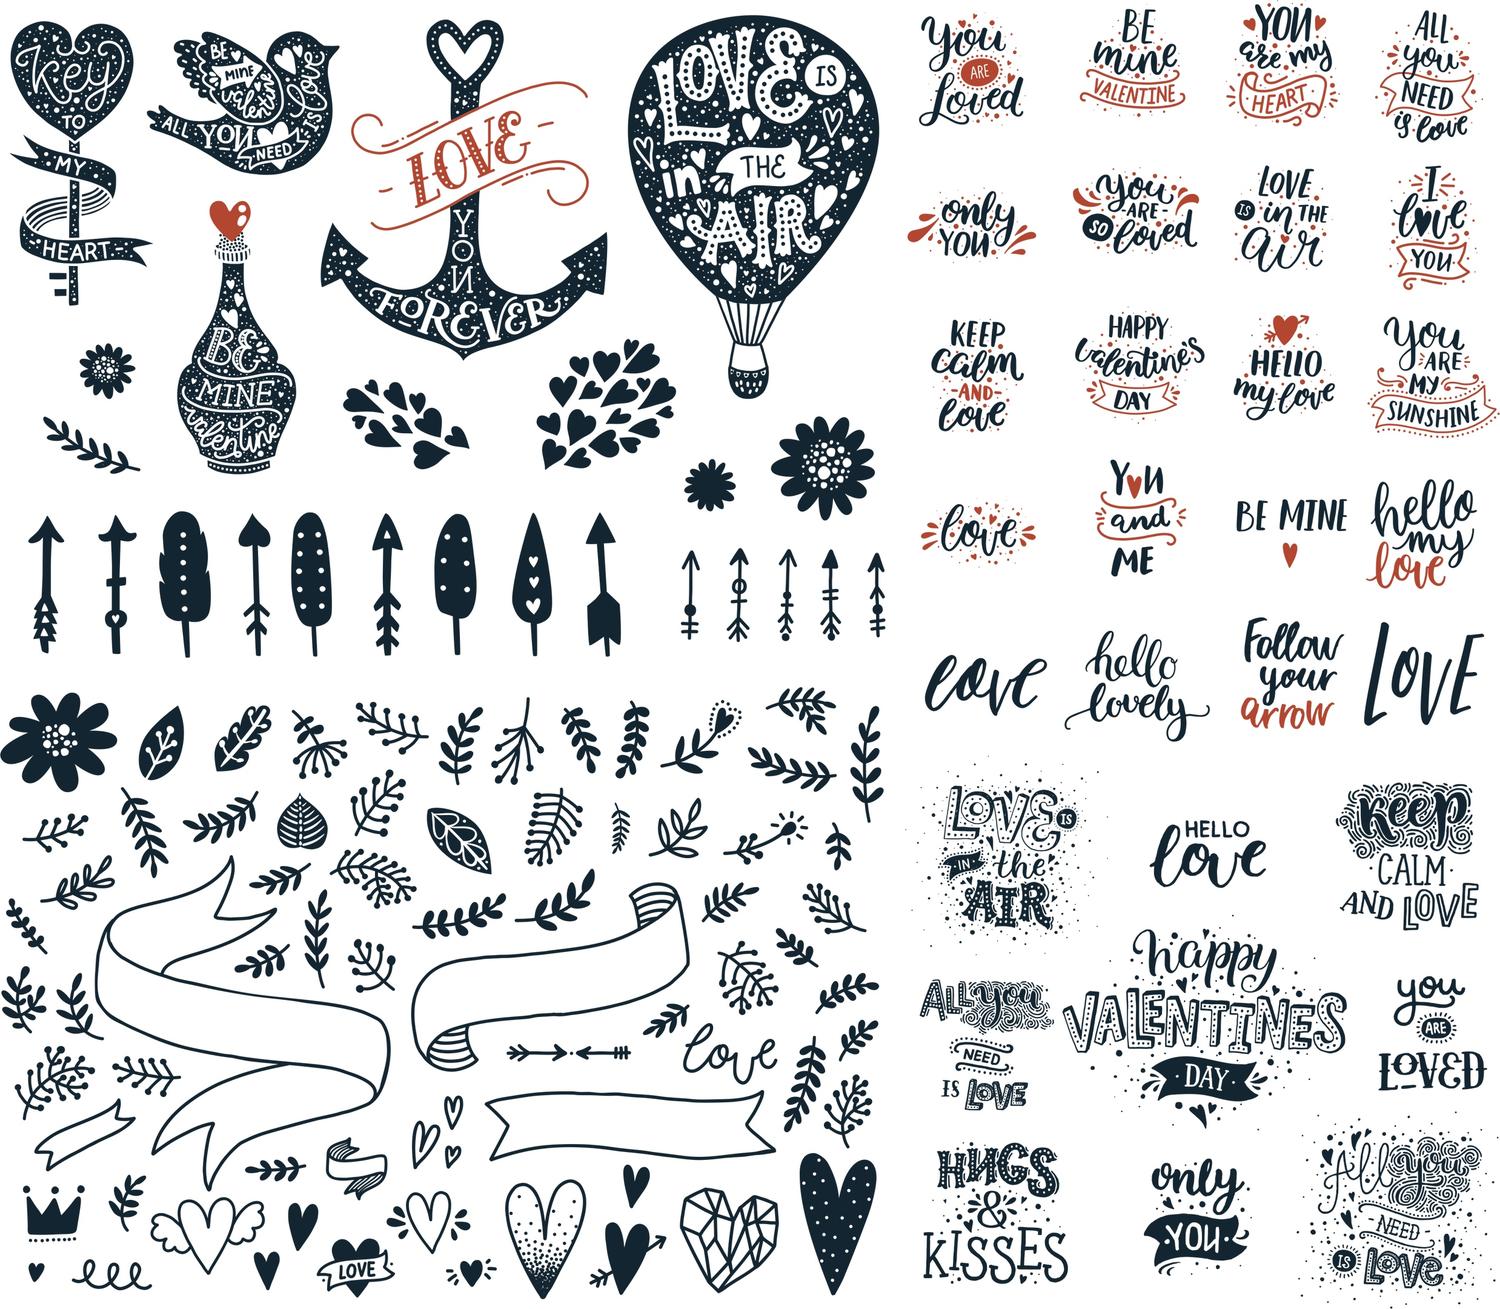 Key
TO
MY
HEART
BE
MINE
Valentine
LOVE
IS
ALL YOU
NEED
LOVE
YOU
FOREVER
LOVE
IS
THE
in
AIR
BE
MINE
Valentine
love
LOVE
You
ARE
Loved
BE
mine
VALENTINE
YOU
are my
HEART
ALL
you
NEED
is love
only
YOU
you
ARE
SO loved
LOVE
IS in THE
air
I
love
YOU
KEEP
calm
AND
love
HAPPY
Valentine's
DAY
HELLO
my love
You
ARE
MY
SUNSHINE
love
YOU
and
ME
BE MINE
hello
my
love
love
hello
lovely
Follow
your
arrow
LOVE
LOVE IS
IN the
AIR
HELLO
love
Keep
CALM
AND LOVE
ALL you
NEED
IS LOVE
happy
VALENTINES
DAY
you
ARE
LOVED
HUGS
&
KISSES
only
YOU
All you
NEED
IS Love